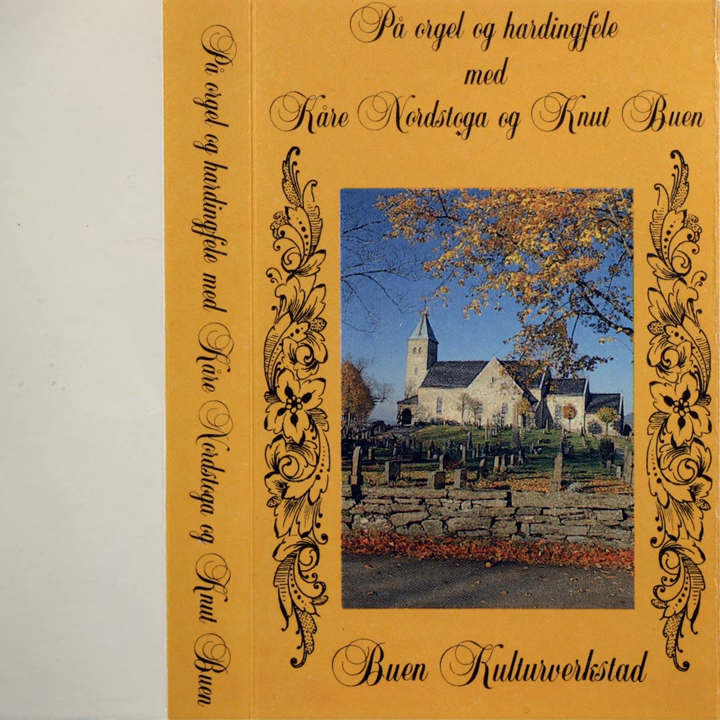 På orgel og hardingfele med Kåre Nordstoga og Knut Buen
På orgel og hardingfele
med
Kåre Nordstoga og Knut Buen
Buen Kulturverkstad